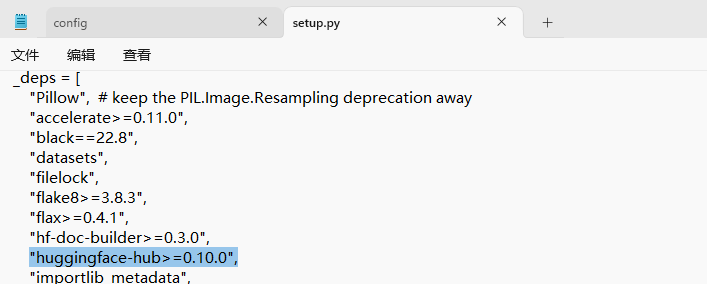 config
setup.py
文件 编辑 查看
_deps = [
"Pillow",  # keep the PIL.Image.Resampling deprecation away
"accelerate>=0.11.0",
"black==22.8",
"datasets",
"filelock",
"flake8>=3.8.3",
"flax>=0.4.1",
"hf-doc-builder>=0.3.0",
"huggingface-hub>=0.10.0",
"importlib_metadata",